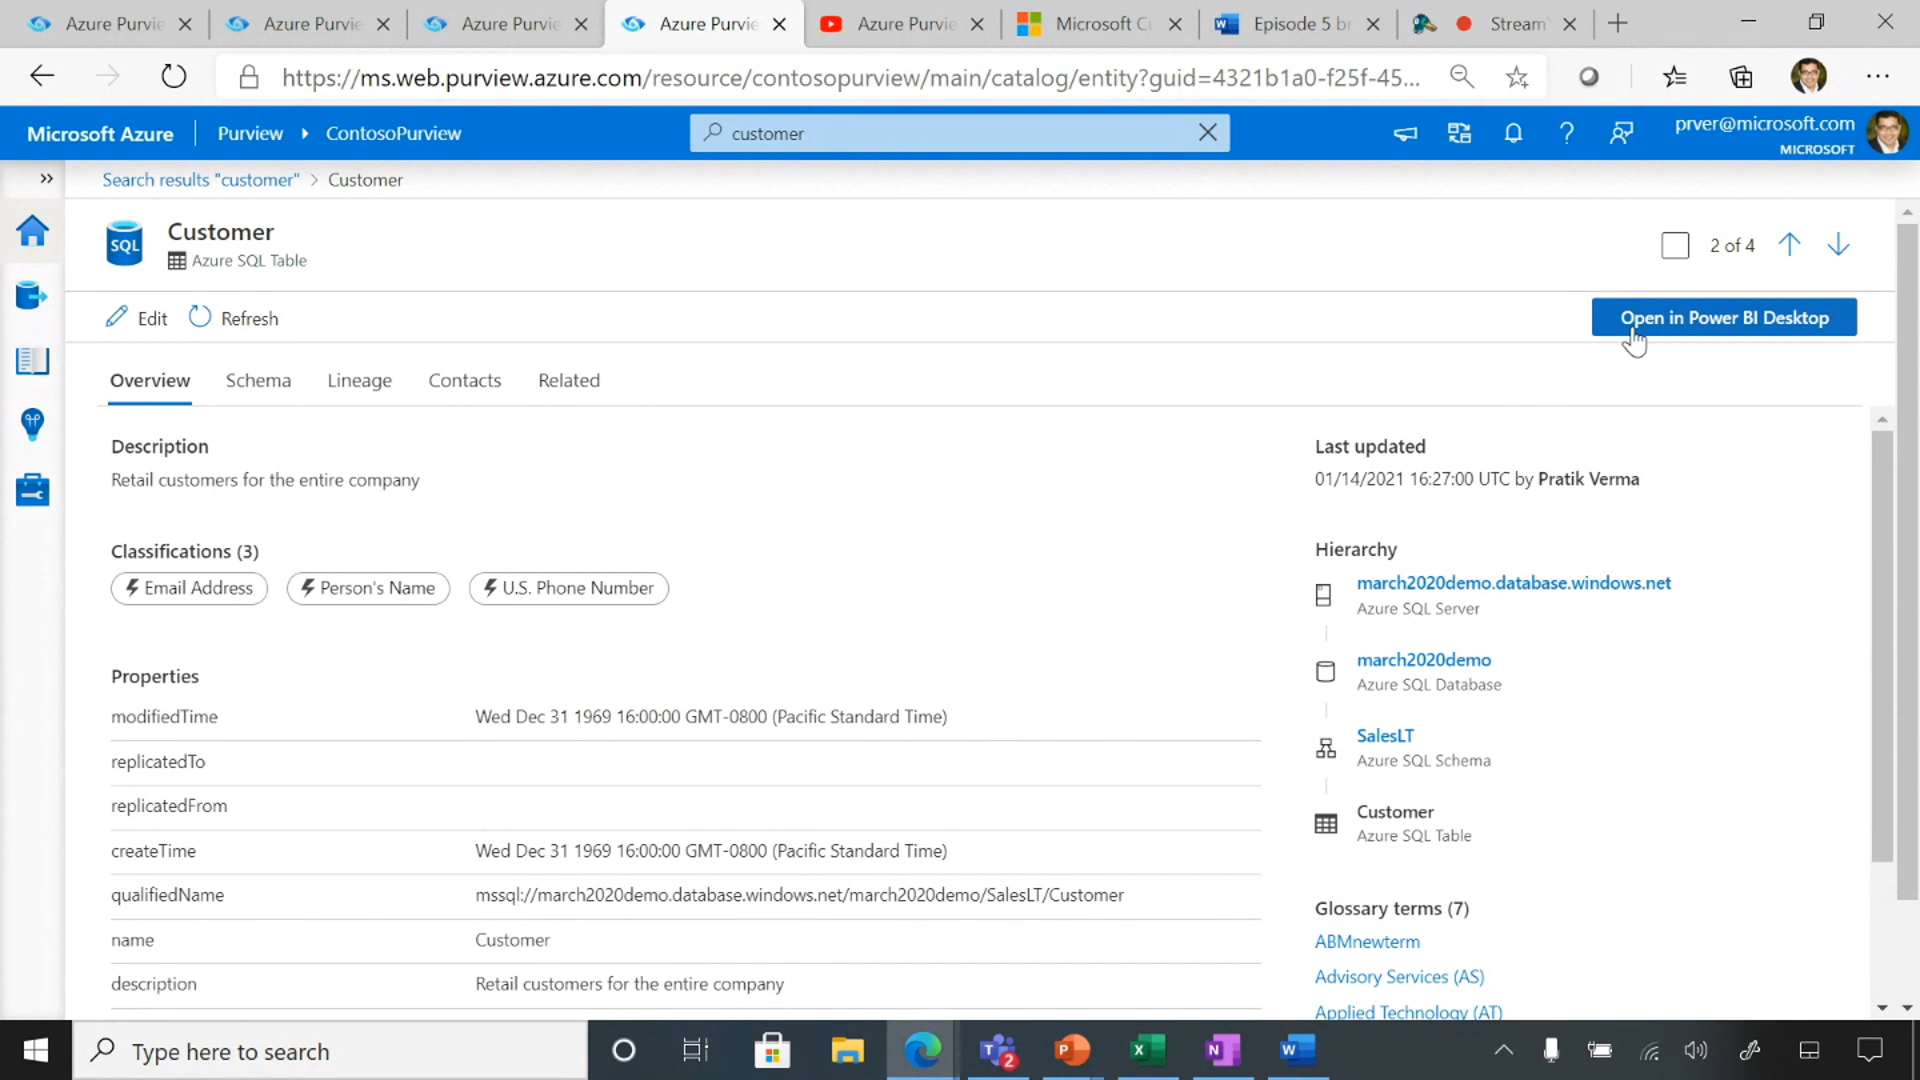 Azure Purvie
Azure Purvie
Azure Purvie
Azure Purvie
Azure Purvie
Microsoft Cu
Episode 5 br
Stream
https://ms.web.purview.azure.com/resource/contosopurview/main/catalog/entity?guid=4321b1a0-f25f-45...
Microsoft Azure
Purview
ContosoPurview
customer
prver@microsoft.com
MICROSOFT
Search results "customer" > Customer
SQL
Customer
Azure SQL Table
2 of 4
Edit
Refresh
Open in Power BI Desktop
Overview
Schema
Lineage
Contacts
Related
Description
Retail customers for the entire company
Classifications (3)
Email Address
Person's Name
U.S. Phone Number
Properties
modifiedTime Wed Dec 31 1969 16:00:00 GMT-0800 (Pacific Standard Time)
replicatedTo
replicatedFrom
createTime Wed Dec 31 1969 16:00:00 GMT-0800 (Pacific Standard Time)
qualifiedName mssql://march2020demo.database.windows.net/march2020demo/SalesLT/Customer
name Customer
description Retail customers for the entire company
Last updated
01/14/2021 16:27:00 UTC by Pratik Verma
Hierarchy
march2020demo.database.windows.net
Azure SQL Server
march2020demo
Azure SQL Database
SalesLT
Azure SQL Schema
Customer
Azure SQL Table
Glossary terms (7)
ABMnewterm
Advisory Services (AS)
Applied Technology (AT)
Type here to search
2